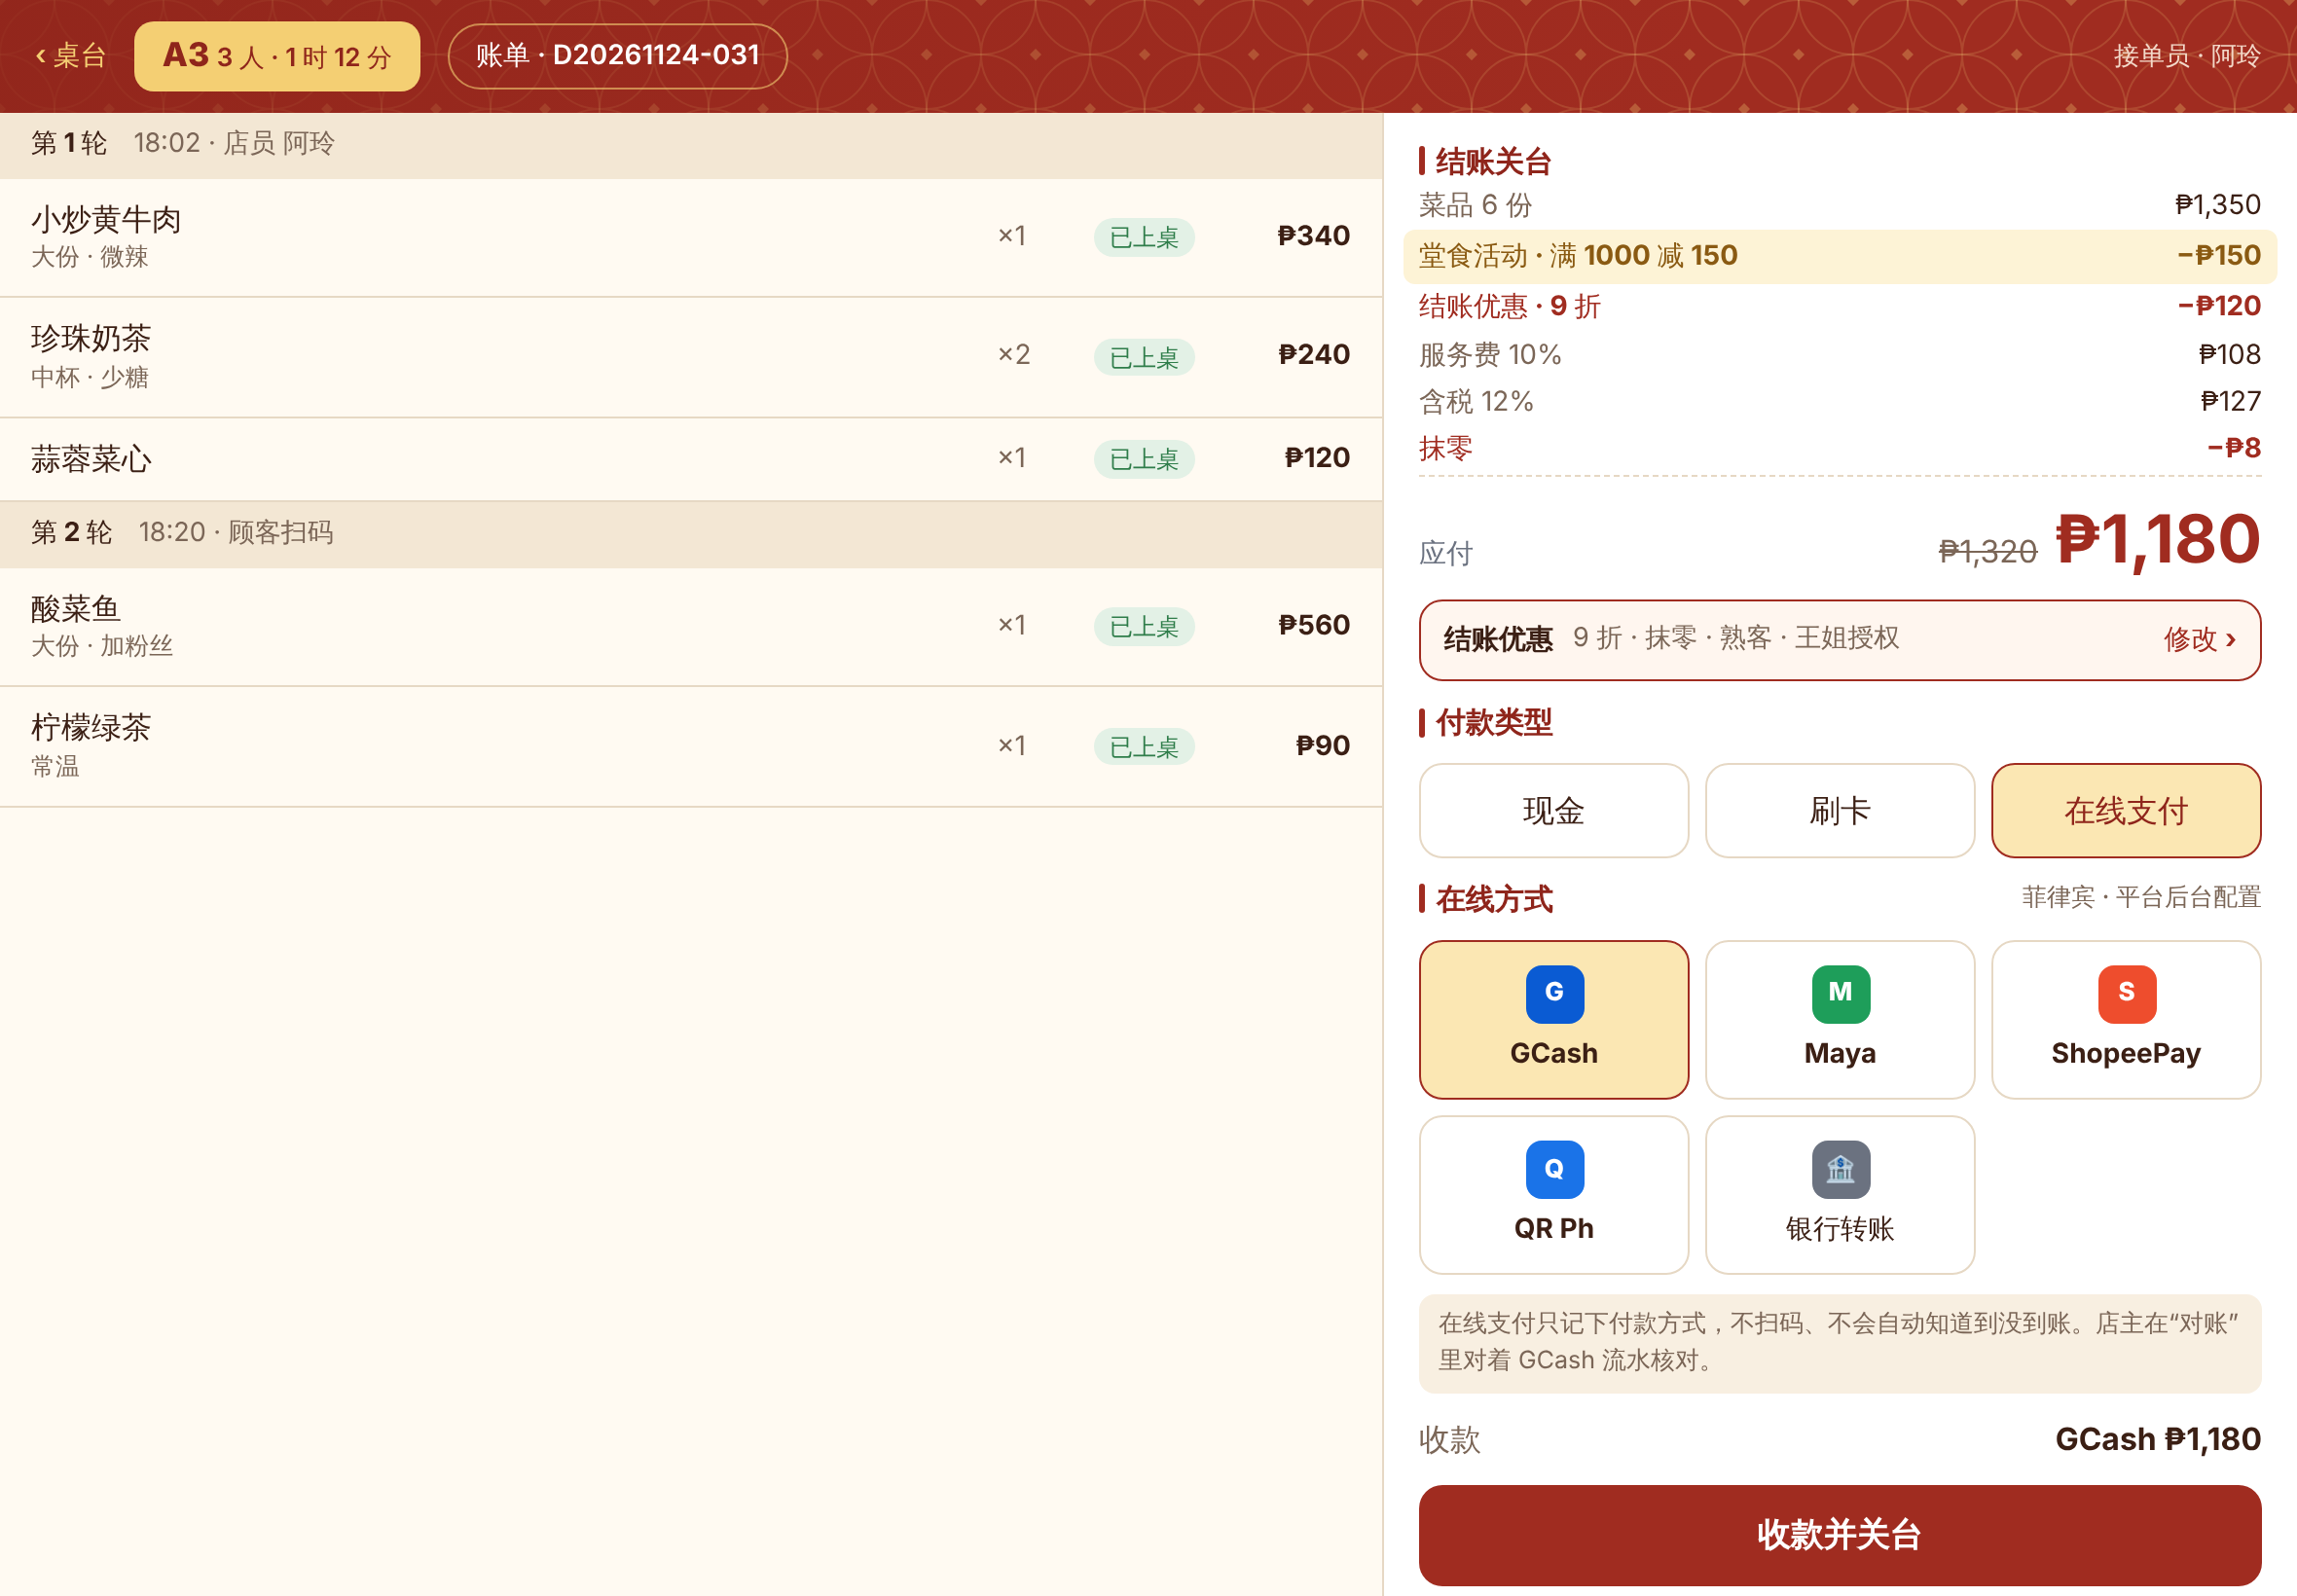 ‹ 桌台
A3 3 人 · 1 时 12 分
账单 · D20261124-031
接单员 · 阿玲
第 1 轮 18:02 · 店员 阿玲
小炒黄牛肉
大份 · 微辣
×1 已上桌 ₱340
珍珠奶茶
中杯 · 少糖
×2 已上桌 ₱240
蒜蓉菜心 ×1 已上桌 ₱120
第 2 轮 18:20 · 顾客扫码
酸菜鱼
大份 · 加粉丝
×1 已上桌 ₱560
柠檬绿茶
常温
×1 已上桌 ₱90
结账关台
菜品 6 份 ₱1,350
堂食活动 · 满 1000 减 150 −₱150
结账优惠 · 9 折 −₱120
服务费 10% ₱108
含税 12% ₱127
抹零 −₱8
应付 ₱1,320 ₱1,180
结账优惠 9 折 · 抹零 · 熟客 · 王姐授权 修改 ›
付款类型
现金 刷卡 在线支付
在线方式 菲律宾 · 平台后台配置
G M S
GCash Maya ShopeePay
Q
QR Ph 银行转账
在线支付只记下付款方式，不扫码、不会自动知道到没到账。店主在“对账”
里对着 GCash 流水核对。
收款 GCash ₱1,180
收款并关台